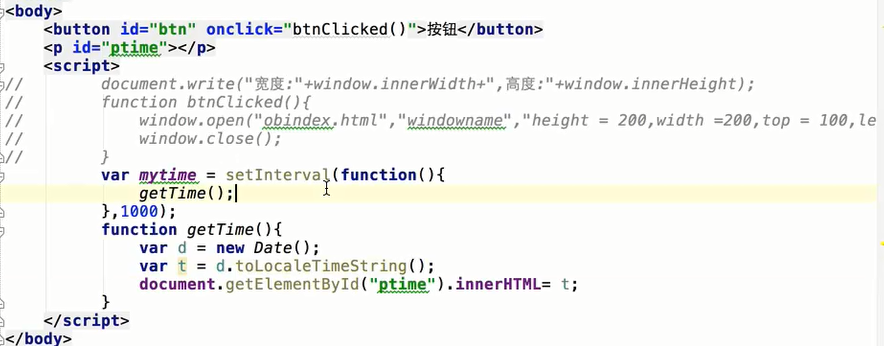 <body>
<button id="btn" onclick="btnClicked()">按钮</button>
<p id="ptime"></p>
<script>
// document.write("宽度:"+window.innerWidth+",高度:"+window.innerHeight);
// function btnClicked(){
// window.open("obindex.html","windowname","height = 200,width =200,top = 100,le
// window.close();
// }
var mytime = setInterval(function(){
getTime();
},1000);
function getTime(){
var d = new Date();
var t = d.toLocaleTimeString();
document.getElementById("ptime").innerHTML= t;
}
</script>
</body>